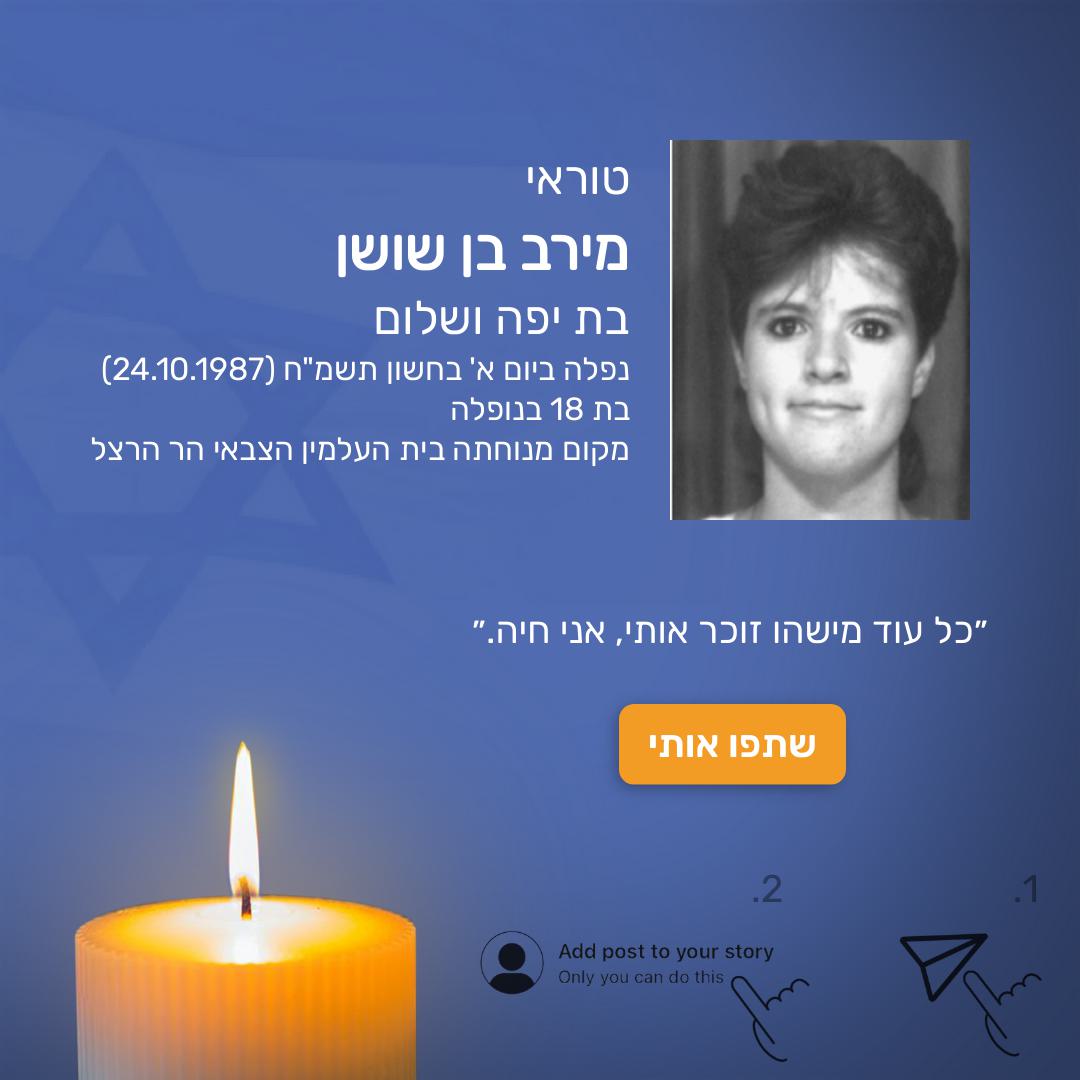 טוראי
מירב בן שושן
בת יפה ושלום
נפלה ביום א' בחשון תשמ"ח (24.10.1987)
בת 18 בנופלה
מקום מנוחתה בית העלמין הצבאי הר הרצל
״כל עוד מישהו זוכר אותי, אני חיה.״
שתפו אותי
1.
2.
Add post to your story
Only you can do this